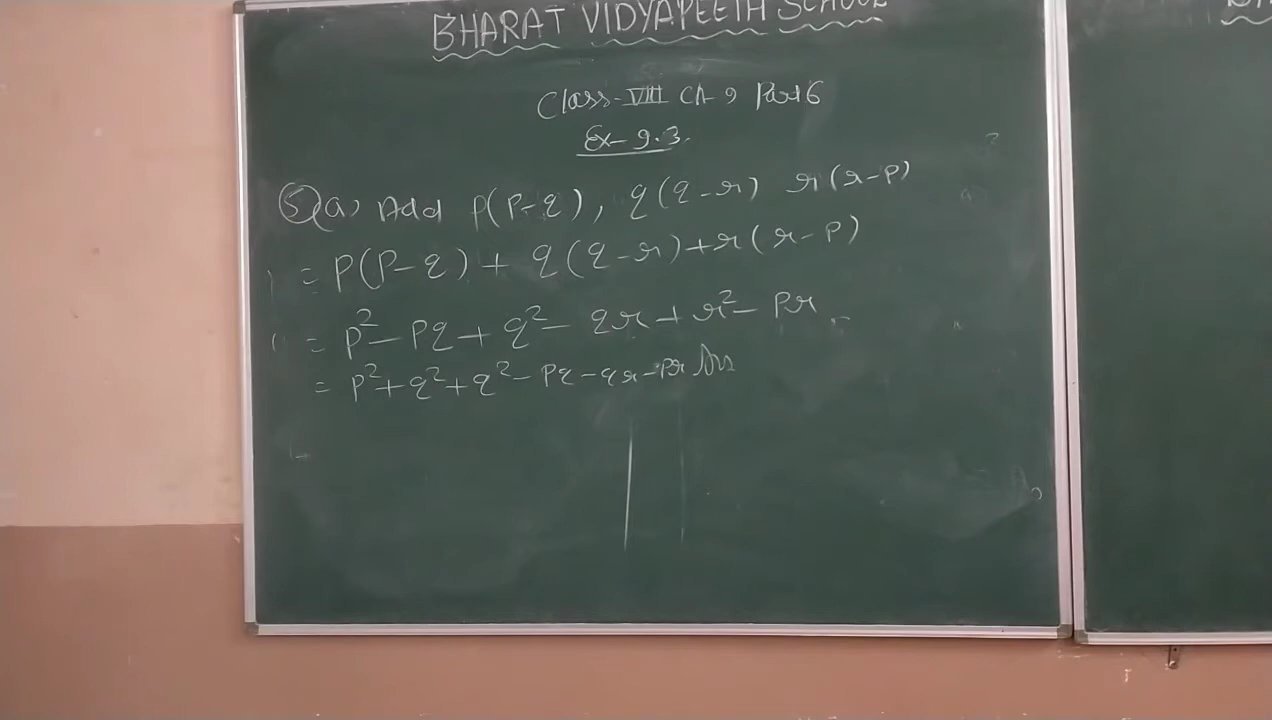 BHARAT VIDYAPEETH SCHOOL
Class-VIII Ch-9 Part 6
Ex-9.3.
5 (a) Add p(p-q), q(q-r) r(r-p)
= p(p-q) + q(q-r)+r(r-p)
= p²-pq+q²-qr+r²-pr
= p²+q²+q²-pq-qr-pr Ans